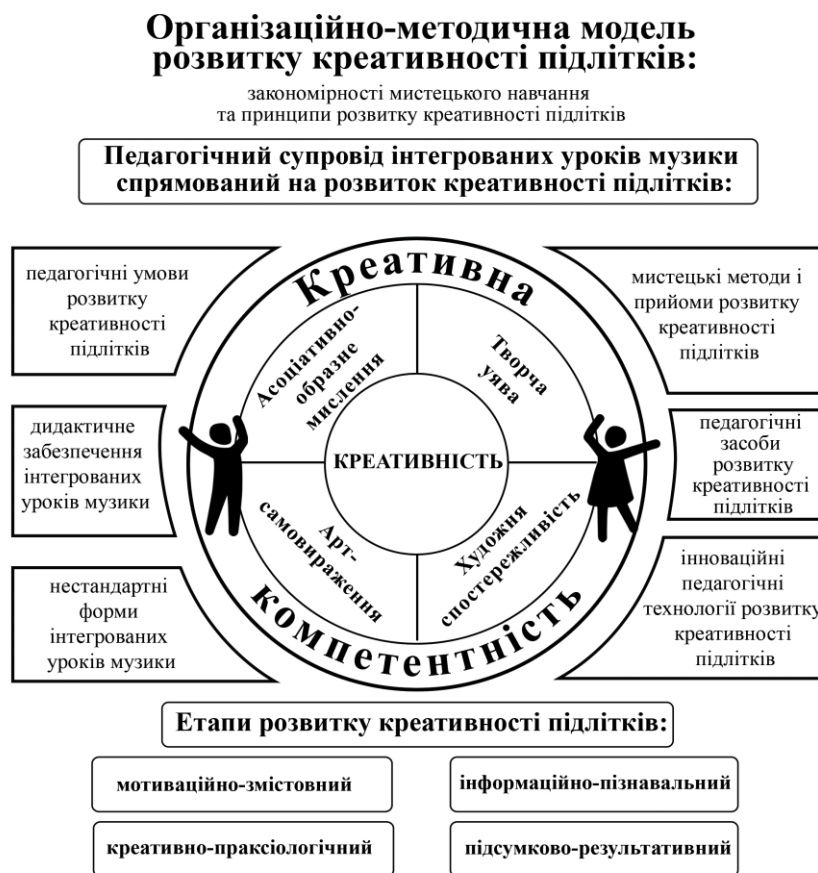 Організаційно-методична модель
розвитку креативності підлітків:
закономірності мистецького навчання
та принципи розвитку креативності підлітків
Педагогічний супровід інтегрованих уроків музики
спрямований на розвиток креативності підлітків:
педагогічні умови
розвитку
креативності
підлітків
дидактичне
забезпечення
інтегрованих
уроків музики
нестандартні
форми
інтегрованих
уроків музики
Креативна
Асоціативно-
образне
мислення
Творча
уява
КРЕАТИВНІСТЬ
Арт-
самовираження
Художня
спостережливість
компетентність
мистецькі методи і
прийоми розвитку
креативності
підлітків
педагогічні
засоби
розвитку
креативності
підлітків
інноваційні
педагогічні
технології розвитку
креативності
підлітків
Етапи розвитку креативності підлітків:
мотиваційно-змістовний
інформаційно-пізнавальний
креативно-праксіологічний
підсумково-результативний